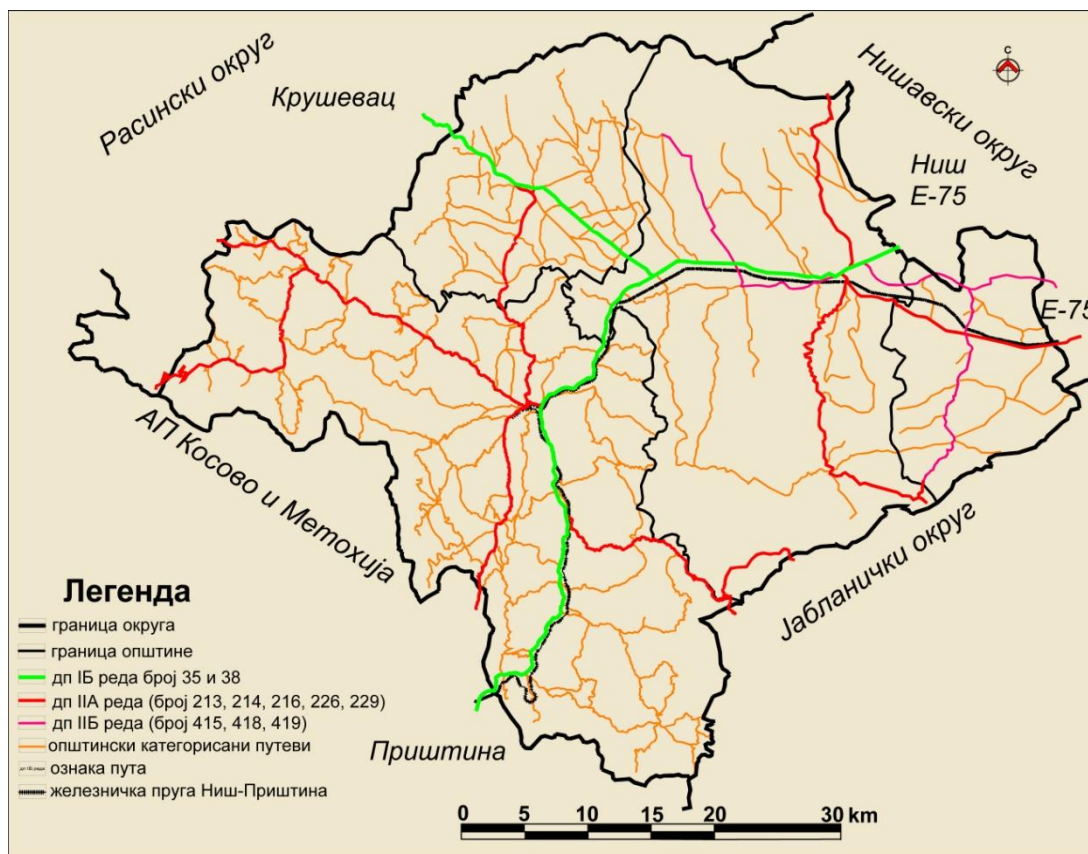 Расински округ
Крушевац
с
Нишавски округ
Ниш
E-75
E-75
АП Косово и Метохија
Јабланички округ
Приштина
Легенда
граница округа
граница општине
дп IБ реда број 35 и 38
дп IIА реда (број 213, 214, 216, 226, 229)
дп IIБ реда (број 415, 418, 419)
општински категорисани путеви
ознака пута
железничка пруга Ниш-Приштина
0 5 10 15 20 30 km